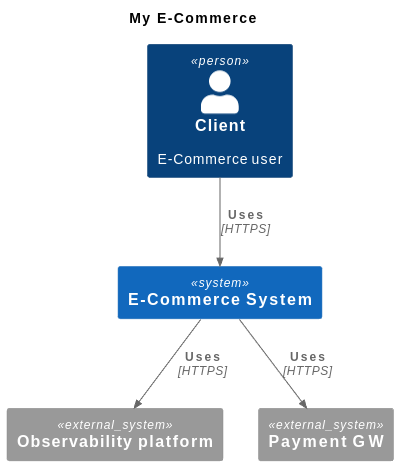 My E-Commerce
«person»
Client
E-Commerce user
Uses
[HTTPS]
«system»
E-Commerce System
Uses
[HTTPS]
Uses
[HTTPS]
«external_system»
Observability platform
«external_system»
Payment GW